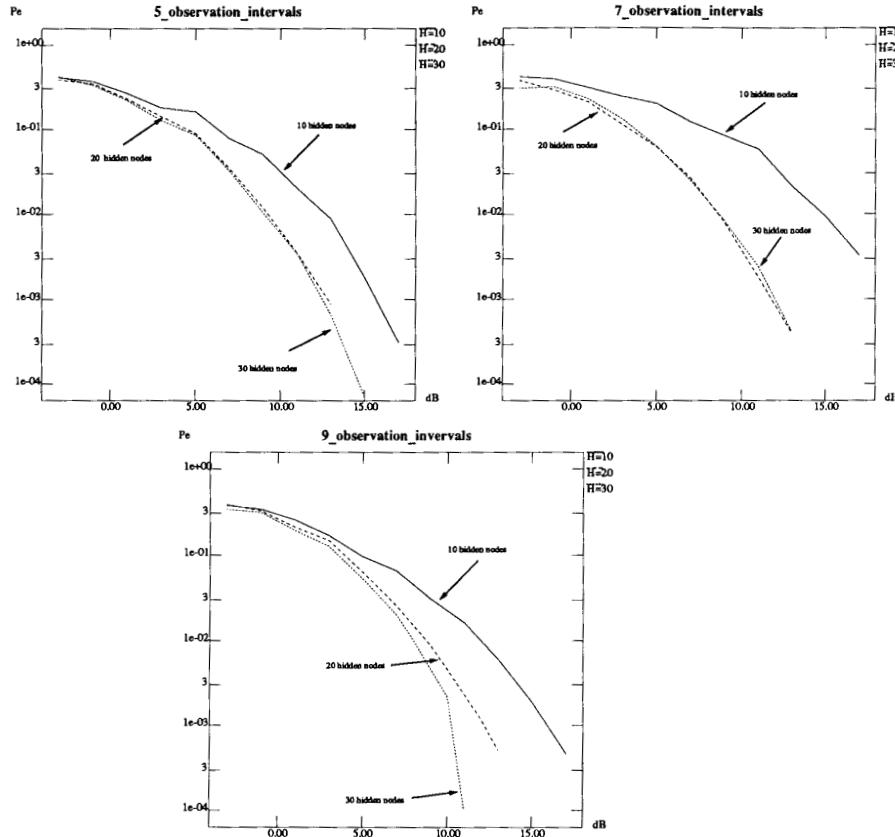 Pe
5_observation_intervals
H=10
H=20
H=30
1e+00
3
1e-01
3
1e-02
3
1e-03
3
1e-04
10 hidden nodes
20 hidden nodes
30 hidden nodes
0.00
5.00
10.00
15.00
dB
Pe
7_observation_intervals
1e+00
3
1e-01
3
1e-02
3
1e-03
3
1e-04
10 hidden nodes
20 hidden nodes
30 hidden nodes
0.00
5.00
10.00
15.00
Pe
9_observation_invervals
H=10
H=20
H=30
1e+00
3
1e-01
3
1e-02
3
1e-03
3
1e-04
10 hidden nodes
20 hidden nodes
30 hidden nodes
0.00
5.00
10.00
15.00
dB